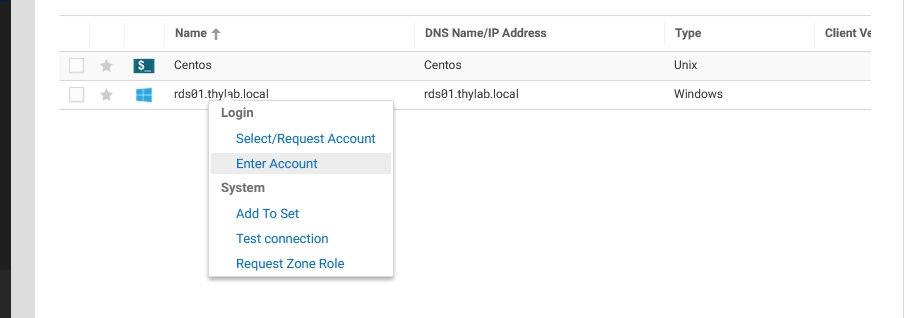 Name DNS Name/IP Address Type Client Ve
$_ Centos Centos Unix
rds01.thylab.local rds01.thylab.local Windows
Login
Select/Request Account
Enter Account
System
Add To Set
Test connection
Request Zone Role